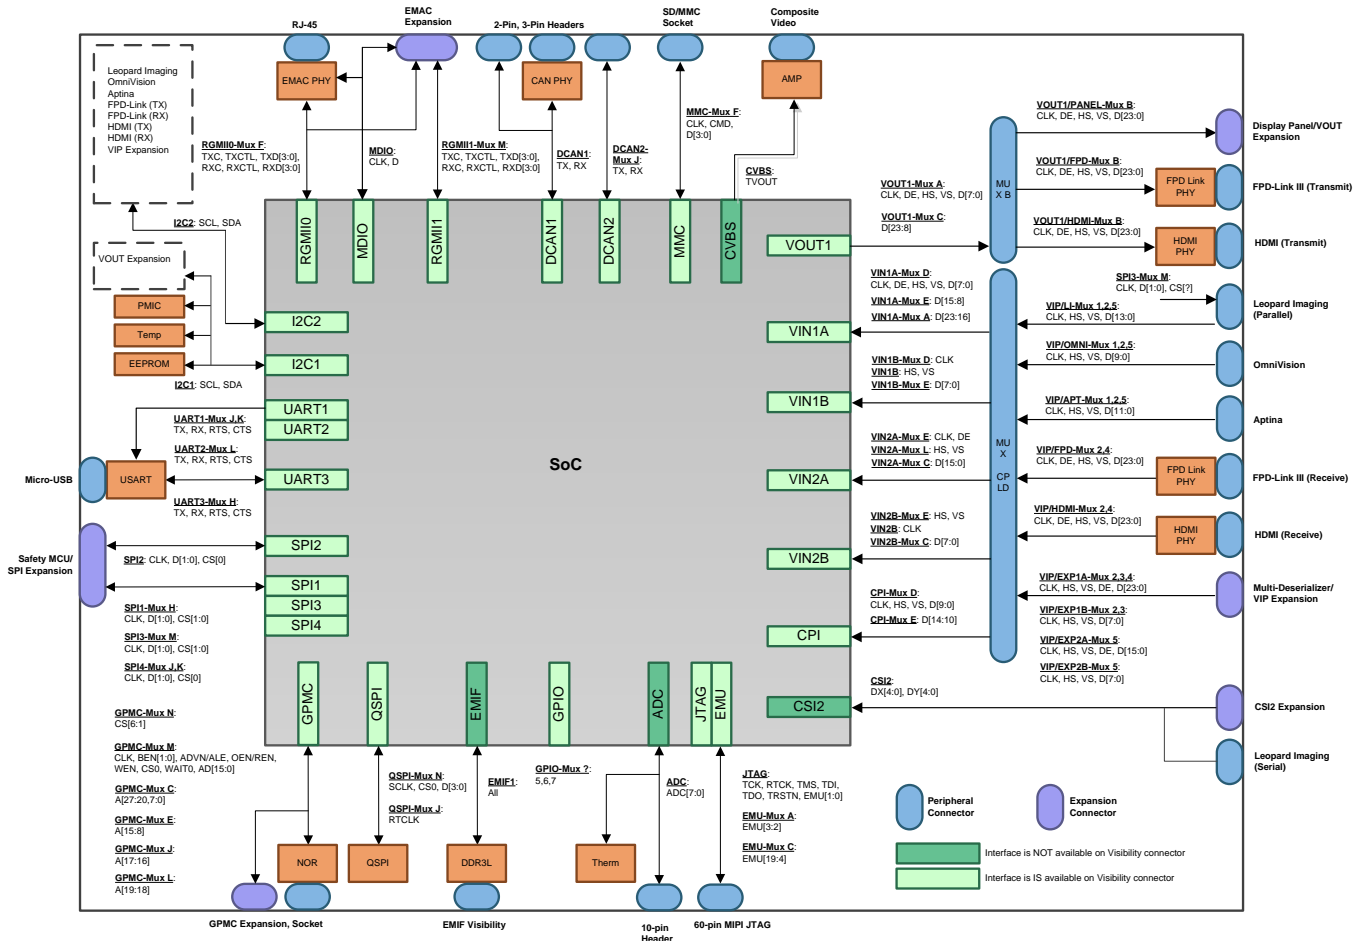 RJ-45
EMAC
Expansion
2-Pin, 3-Pin Headers
SD/MMC
Socket
Composite
Video
Leopard Imaging
OmniVision
Aptina
FPD-Link (TX)
FPD-Link (RX)
HDMI (TX)
HDMI (RX)
VIP Expansion
EMAC PHY
CAN PHY
AMP
RGMII0-Mux F:
TXC, TXCTL, TXD[3:0],
RXC, RXCTL, RXD[3:0]
MDIO:
CLK, D
RGMII1-Mux M:
TXC, TXCTL, TXD[3:0],
RXC, RXCTL, RXD[3:0]
DCAN1:
TX, RX
DCAN2-
Mux J:
TX, RX
MMC-Mux F:
CLK, CMD,
D[3:0]
CVBS:
TVOUT
RGMII0
MDIO
RGMII1
DCAN1
DCAN2
MMC
CVBS
I2C2: SCL, SDA
VOUT Expansion
PMIC
Temp
EEPROM
I2C1: SCL, SDA
I2C2
I2C1
UART1
UART2
UART3
SPI2
SPI1
SPI3
SPI4
UART1-Mux J,K:
TX, RX, RTS, CTS
UART2-Mux L:
TX, RX, RTS, CTS
Micro-USB
USART
UART3-Mux H:
TX, RX, RTS, CTS
Safety MCU/
SPI Expansion
SPI2: CLK, D[1:0], CS[0]
SPI1-Mux H:
CLK, D[1:0], CS[1:0]
SPI3-Mux M:
CLK, D[1:0], CS[1:0]
SPI4-Mux J,K:
CLK, D[1:0], CS[0]
SoC
VOUT1
VIN1A
VIN1B
VIN2A
VIN2B
CPI
CSI2
VOUT1-Mux A:
CLK, DE, HS, VS, D[7:0]
VOUT1-Mux C:
D[23:8]
VIN1A-Mux D:
CLK, DE, HS, VS, D[7:0]
VIN1A-Mux E: D[15:8]
VIN1A-Mux A: D[23:16]
VIN1B-Mux D: CLK
VIN1B: HS, VS
VIN1B-Mux E: D[7:0]
VIN2A-Mux E: CLK, DE
VIN2A-Mux L: HS, VS
VIN2A-Mux C: D[15:0]
VIN2B-Mux E: HS, VS
VIN2B: CLK
VIN2B-Mux C: D[7:0]
CPI-Mux D:
CLK, HS, VS, D[9:0]
CPI-Mux E: D[14:10]
CSI2:
DX[4:0], DY[4:0]
MU
X B
MU
X
CP
LD
VOUT1/PANEL-Mux B:
CLK, DE, HS, VS, D[23:0]
VOUT1/FPD-Mux B:
CLK, DE, HS, VS, D[23:0]
VOUT1/HDMI-Mux B:
CLK, DE, HS, VS, D[23:0]
SPI3-Mux M:
CLK, D[1:0], CS[?]
VIP/LI-Mux 1,2,5:
CLK, HS, VS, D[13:0]
VIP/OMNI-Mux 1,2,5:
CLK, HS, VS, D[9:0]
VIP/APT-Mux 1,2,5:
CLK, HS, VS, D[11:0]
VIP/FPD-Mux 2,4:
CLK, DE, HS, VS, D[23:0]
VIP/HDMI-Mux 2,4:
CLK, DE, HS, VS, D[23:0]
VIP/EXP1A-Mux 2,3,4:
CLK, HS, VS, DE, D[23:0]
VIP/EXP1B-Mux 2,3:
CLK, HS, VS, D[7:0]
VIP/EXP2A-Mux 5:
CLK, HS, VS, DE, D[15:0]
VIP/EXP2B-Mux 5:
CLK, HS, VS, D[7:0]
FPD Link
PHY
HDMI
PHY
FPD Link
PHY
HDMI
PHY
Display Panel/VOUT
Expansion
FPD-Link III (Transmit)
HDMI (Transmit)
Leopard Imaging
(Parallel)
OmniVision
Aptina
FPD-Link III (Receive)
HDMI (Receive)
Multi-Deserializer/
VIP Expansion
CSI2 Expansion
Leopard Imaging
(Serial)
GPMC
QSPI
EMIF
GPIO
ADC
JTAG
EMU
GPMC-Mux N:
CS[6:1]
GPMC-Mux M:
CLK, BEN[1:0], ADVN/ALE, OEN/REN,
WEN, CS0, WAIT0, AD[15:0]
GPMC-Mux C:
A[27:20,7:0]
GPMC-Mux E:
A[15:8]
GPMC-Mux J:
A[17:16]
GPMC-Mux L:
A[19:18]
QSPI-Mux N:
SCLK, CS0, D[3:0]
QSPI-Mux J:
RTCLK
EMIF1:
All
GPIO-Mux ?:
5,6,7
ADC:
ADC[7:0]
JTAG:
TCK, RTCK, TMS, TDI,
TDO, TRSTN, EMU[1:0]
EMU-Mux A:
EMU[3:2]
EMU-Mux C:
EMU[19:4]
NOR
QSPI
DDR3L
Therm
GPMC Expansion, Socket
EMIF Visibility
10-pin
Header
60-pin MIPI JTAG
Peripheral
Connector
Expansion
Connector
Interface is NOT available on Visibility connector
Interface IS available on Visibility connector